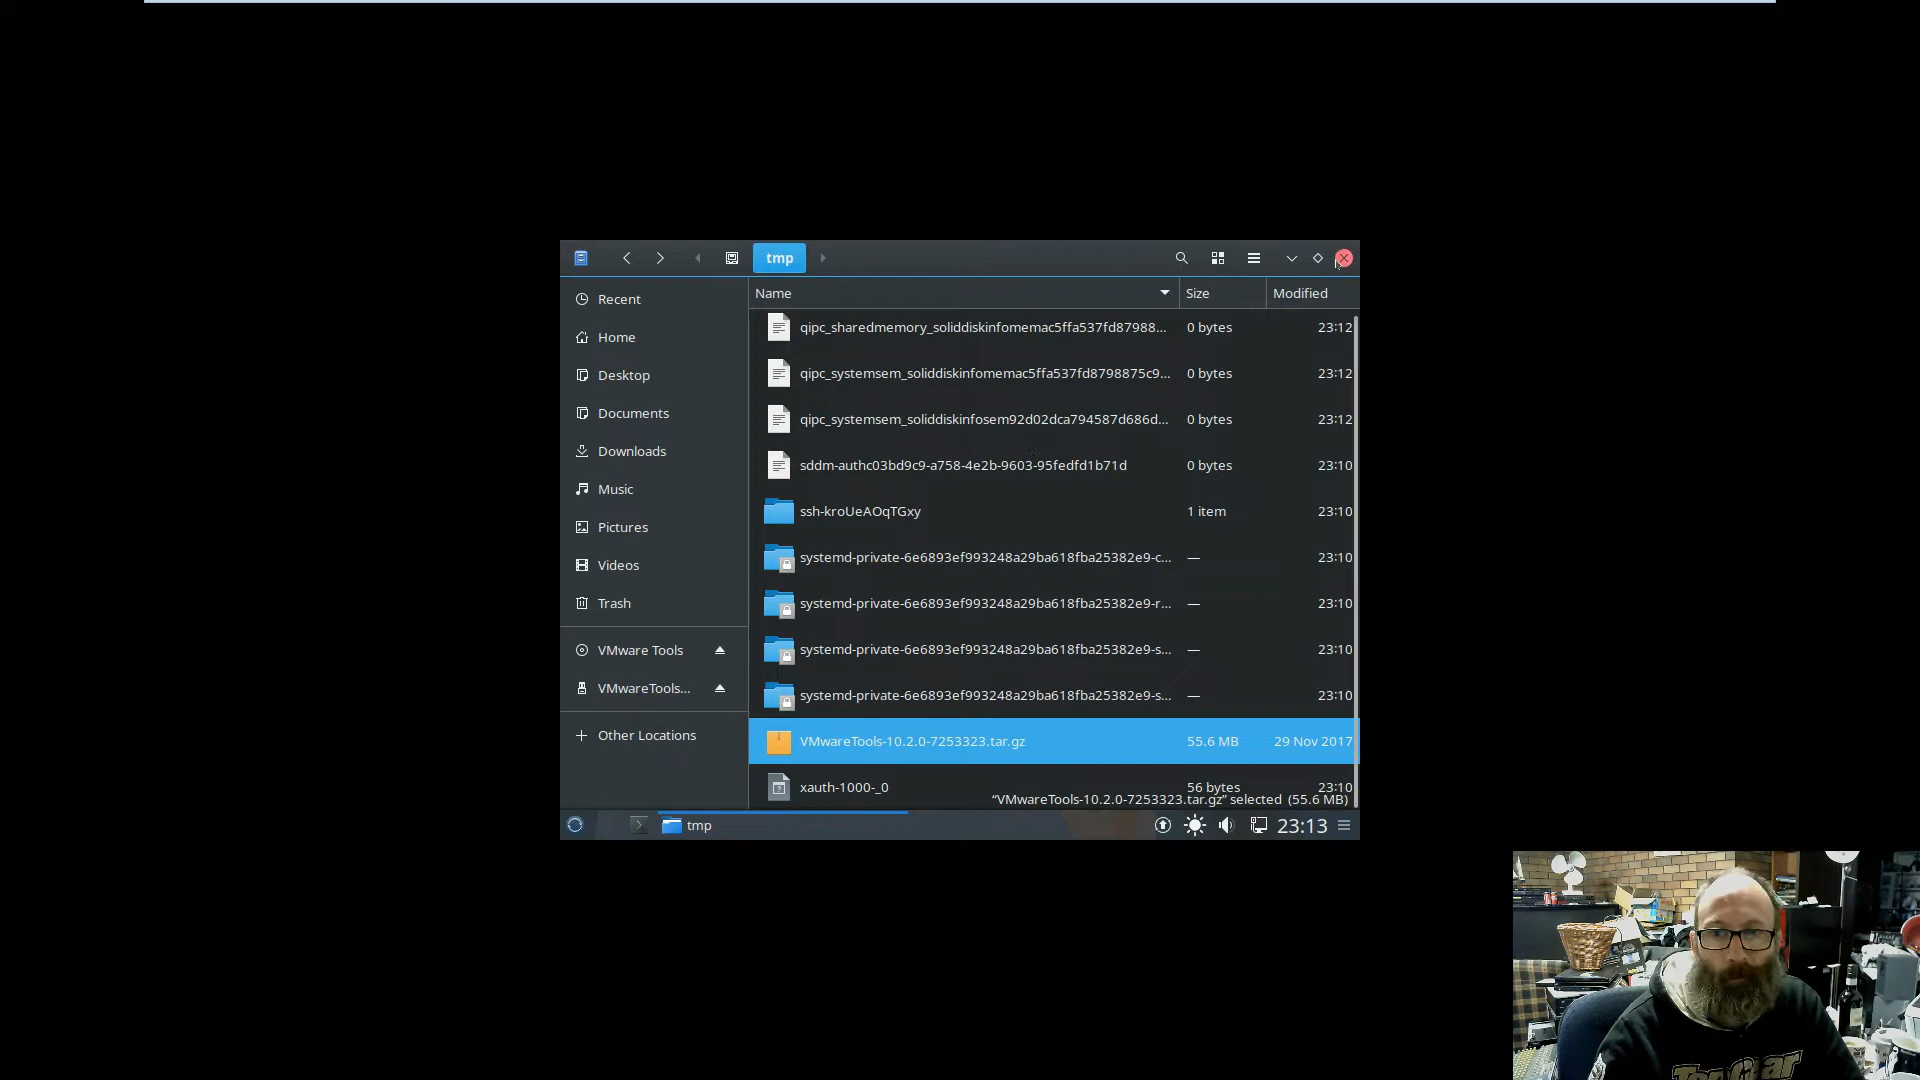 tmp
Name Size Modified
Recent
Home
Desktop
Documents
Downloads
Music
Pictures
Videos
Trash
VMware Tools
VMwareTools...
Other Locations
qipc_sharedmemory_soliddiskinfomemac5ffa537fd87988... 0 bytes 23:12
qipc_systemsem_soliddiskinfomemac5ffa537fd8798875c9... 0 bytes 23:12
qipc_systemsem_soliddiskinfosem92d02dca794587d686d... 0 bytes 23:12
sddm-authc03bd9c9-a758-4e2b-9603-95fedfd1b71d 0 bytes 23:10
ssh-kroUeAOqTGxy 1 item 23:10
systemd-private-6e6893ef993248a29ba618fba25382e9-c... — 23:10
systemd-private-6e6893ef993248a29ba618fba25382e9-r... — 23:10
systemd-private-6e6893ef993248a29ba618fba25382e9-s... — 23:10
systemd-private-6e6893ef993248a29ba618fba25382e9-s... — 23:10
VMwareTools-10.2.0-7253323.tar.gz 55.6 MB 29 Nov 2017
xauth-1000-_0 56 bytes 23:10
“VMwareTools-10.2.0-7253323.tar.gz” selected (55.6 MB)
tmp 23:13
Top Gear